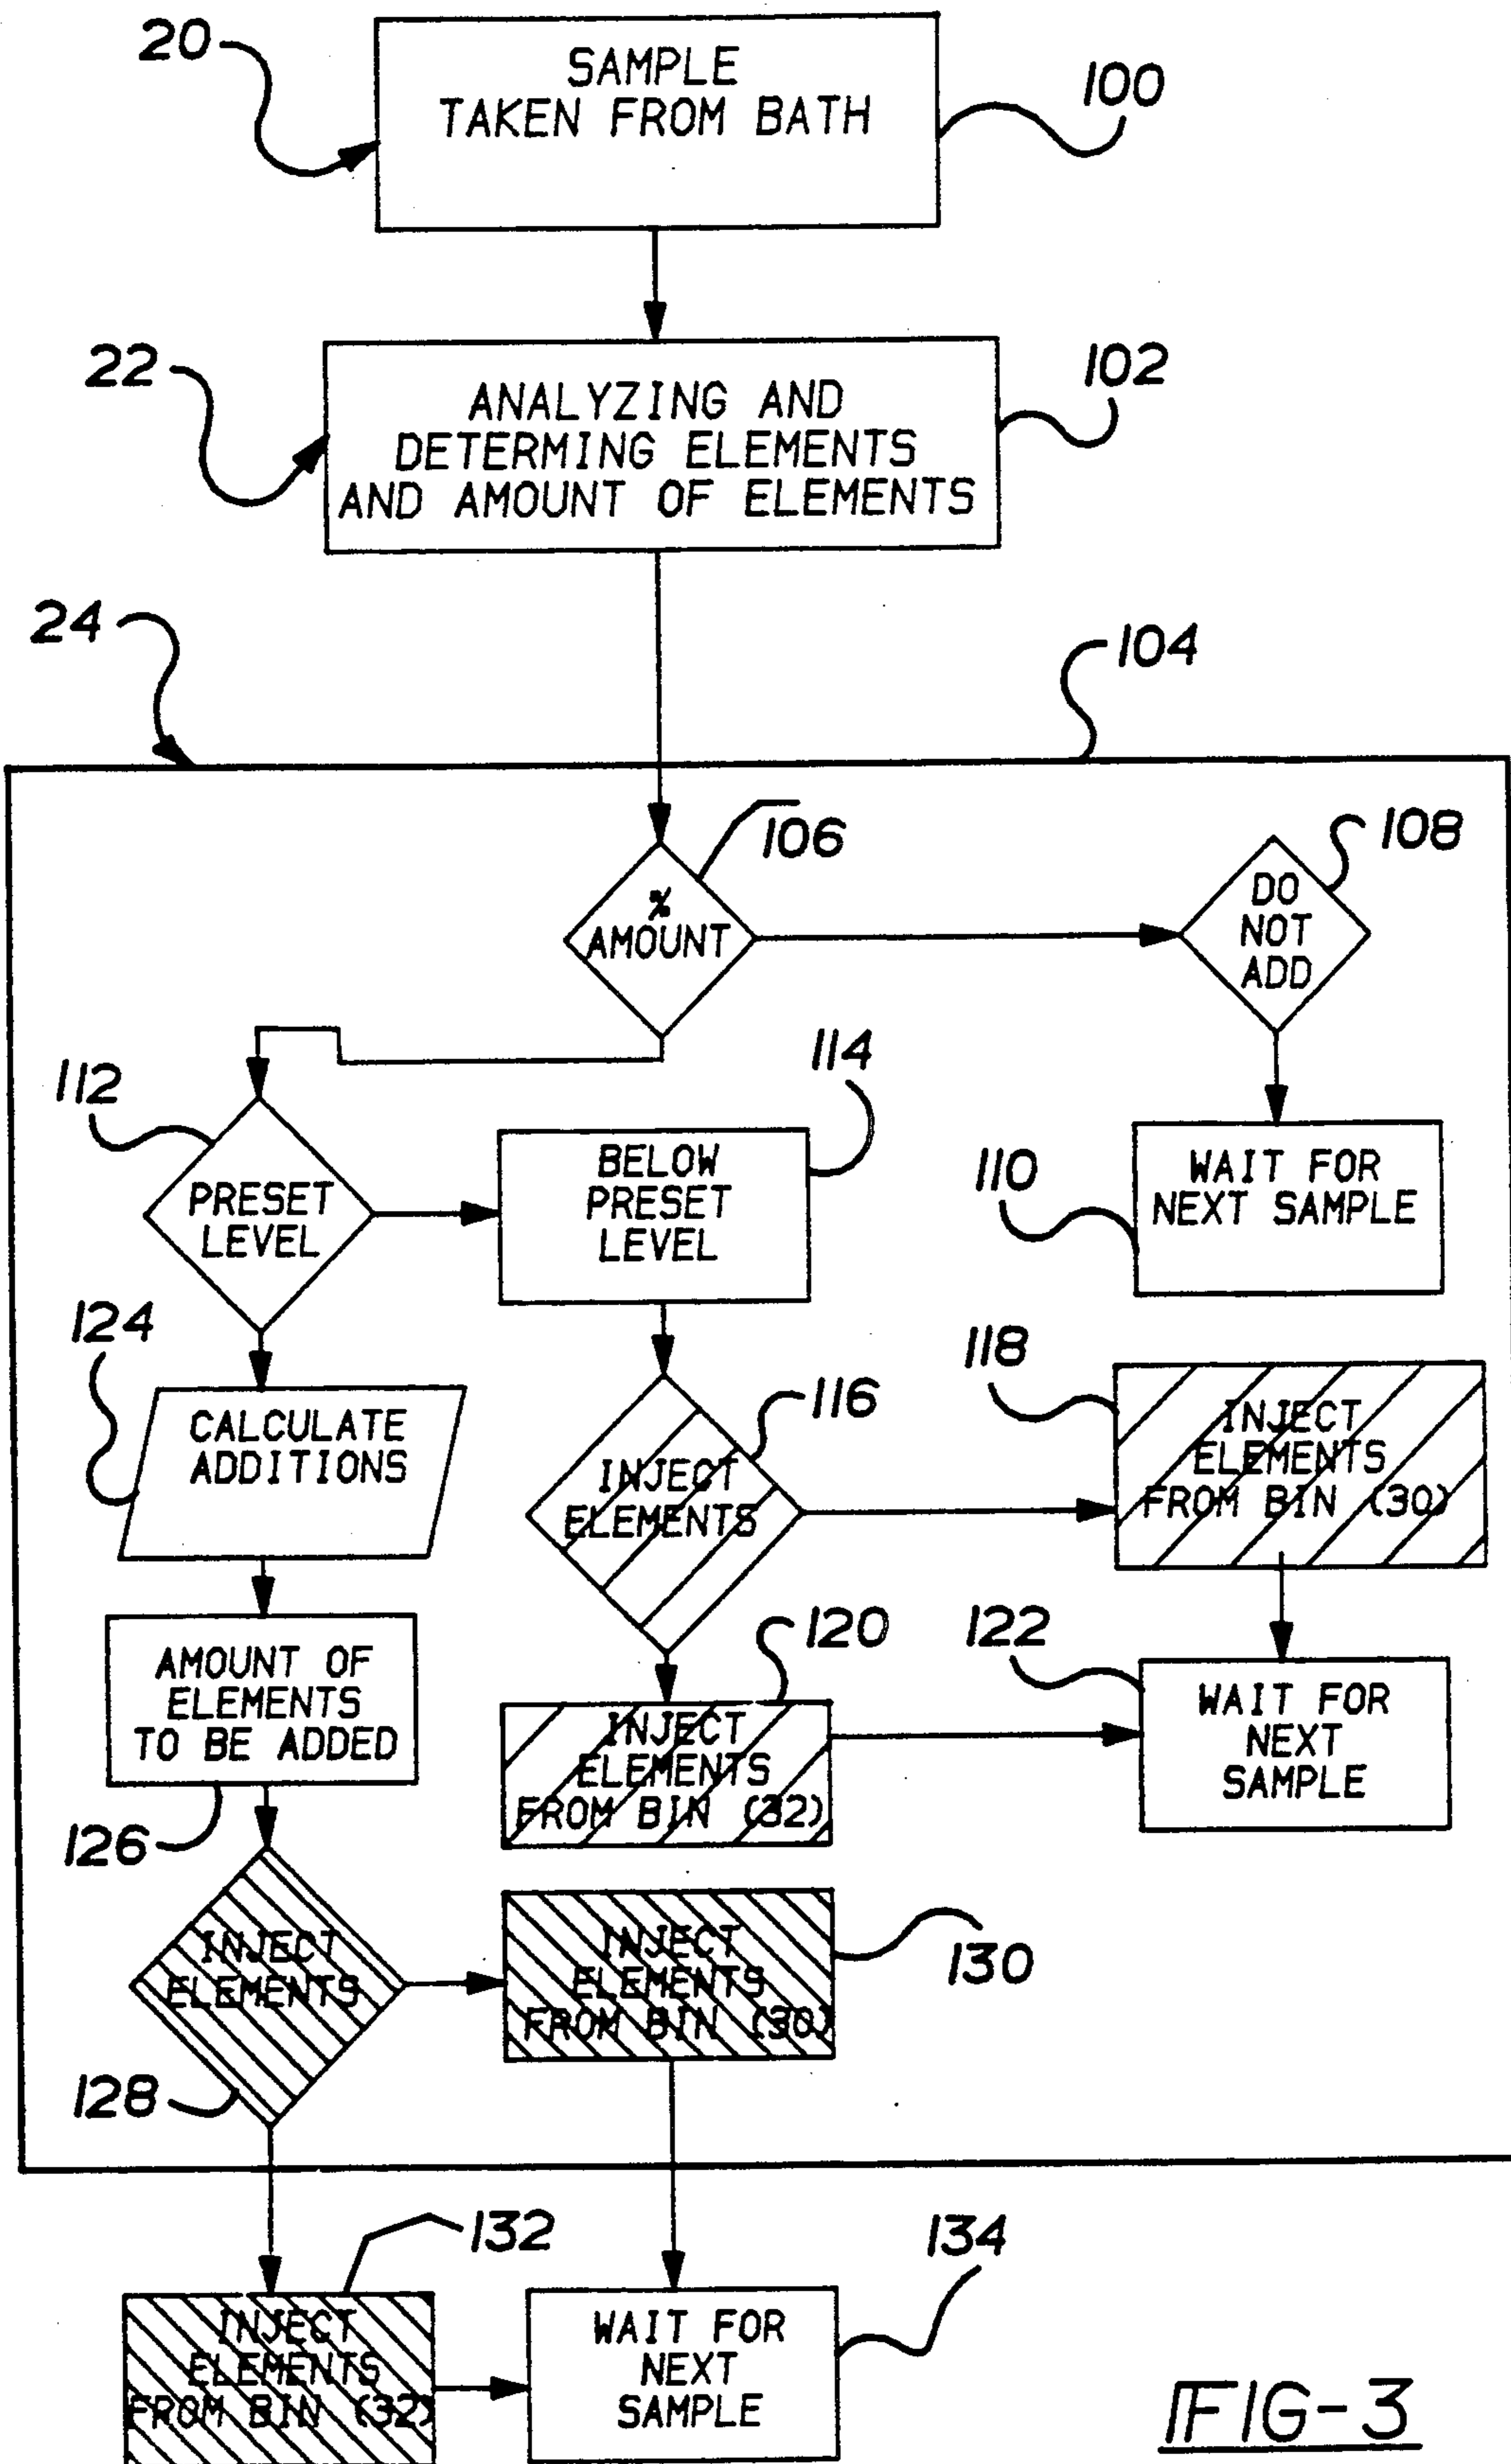 20
SAMPLE
TAKEN FROM BATH
100
22
ANALYZING AND
DETERMING ELEMENTS
AND AMOUNT OF ELEMENTS
102
24
104
106
%
AMOUNT
108
DO
NOT
ADD
112
PRESET
LEVEL
114
BELOW
PRESET
LEVEL
110
WAIT FOR
NEXT SAMPLE
124
CALCULATE
ADDITIONS
116
INJECT
ELEMENTS
118
INJECT
ELEMENTS
FROM BIN (30)
AMOUNT OF
ELEMENTS
TO BE ADDED
126
120
INJECT
ELEMENTS
FROM BIN (32)
122
WAIT FOR
NEXT
SAMPLE
INJECT
ELEMENTS
128
INJECT
ELEMENTS
FROM BIN (30)
130
132
INJECT
ELEMENTS
FROM BIN (32)
134
WAIT FOR
NEXT
SAMPLE
FIG-3